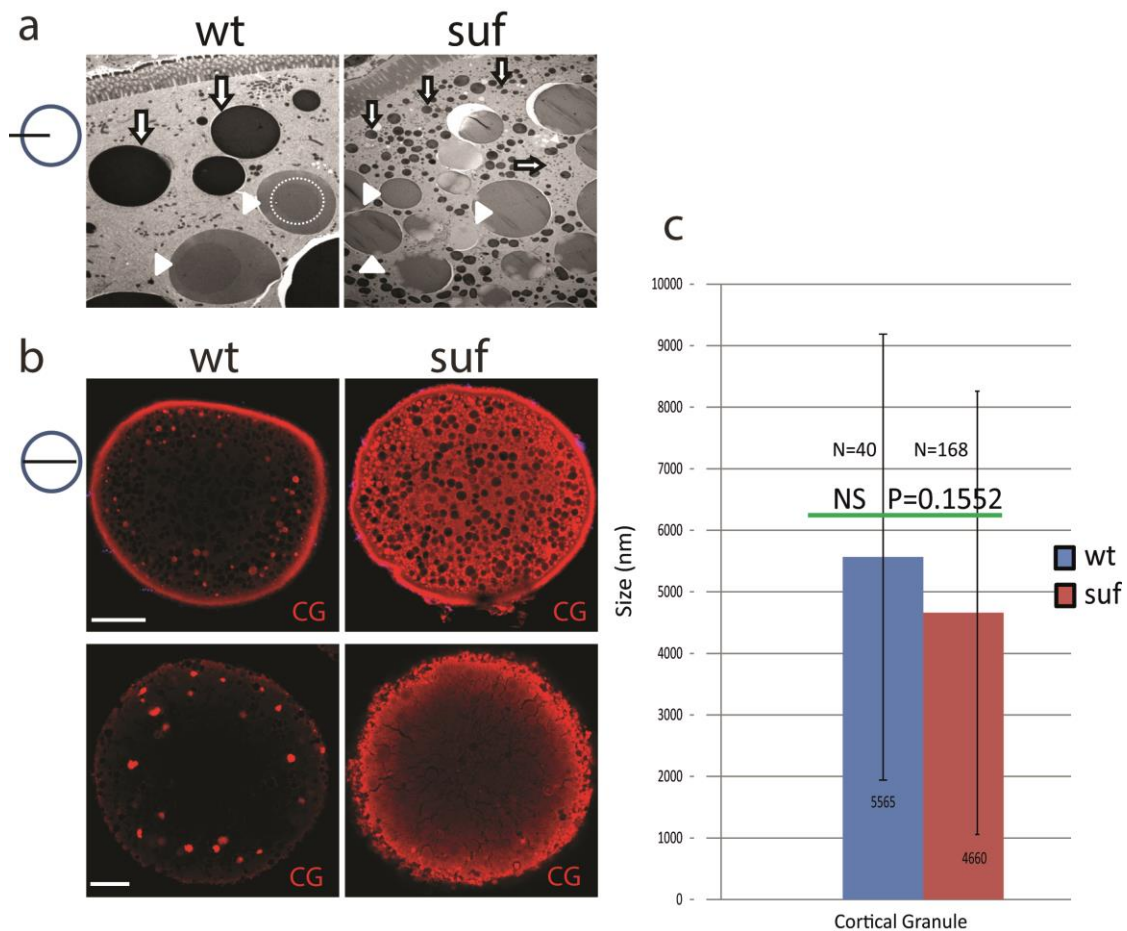 a
wt suf
b
wt suf
CG CG
CG CG
c
10000
9000
8000
7000
6000
5000
4000
3000
2000
1000
0
Size (nm)
N=40 N=168
NS P=0.1552
5565
4660
wt
suf
Cortical Granule